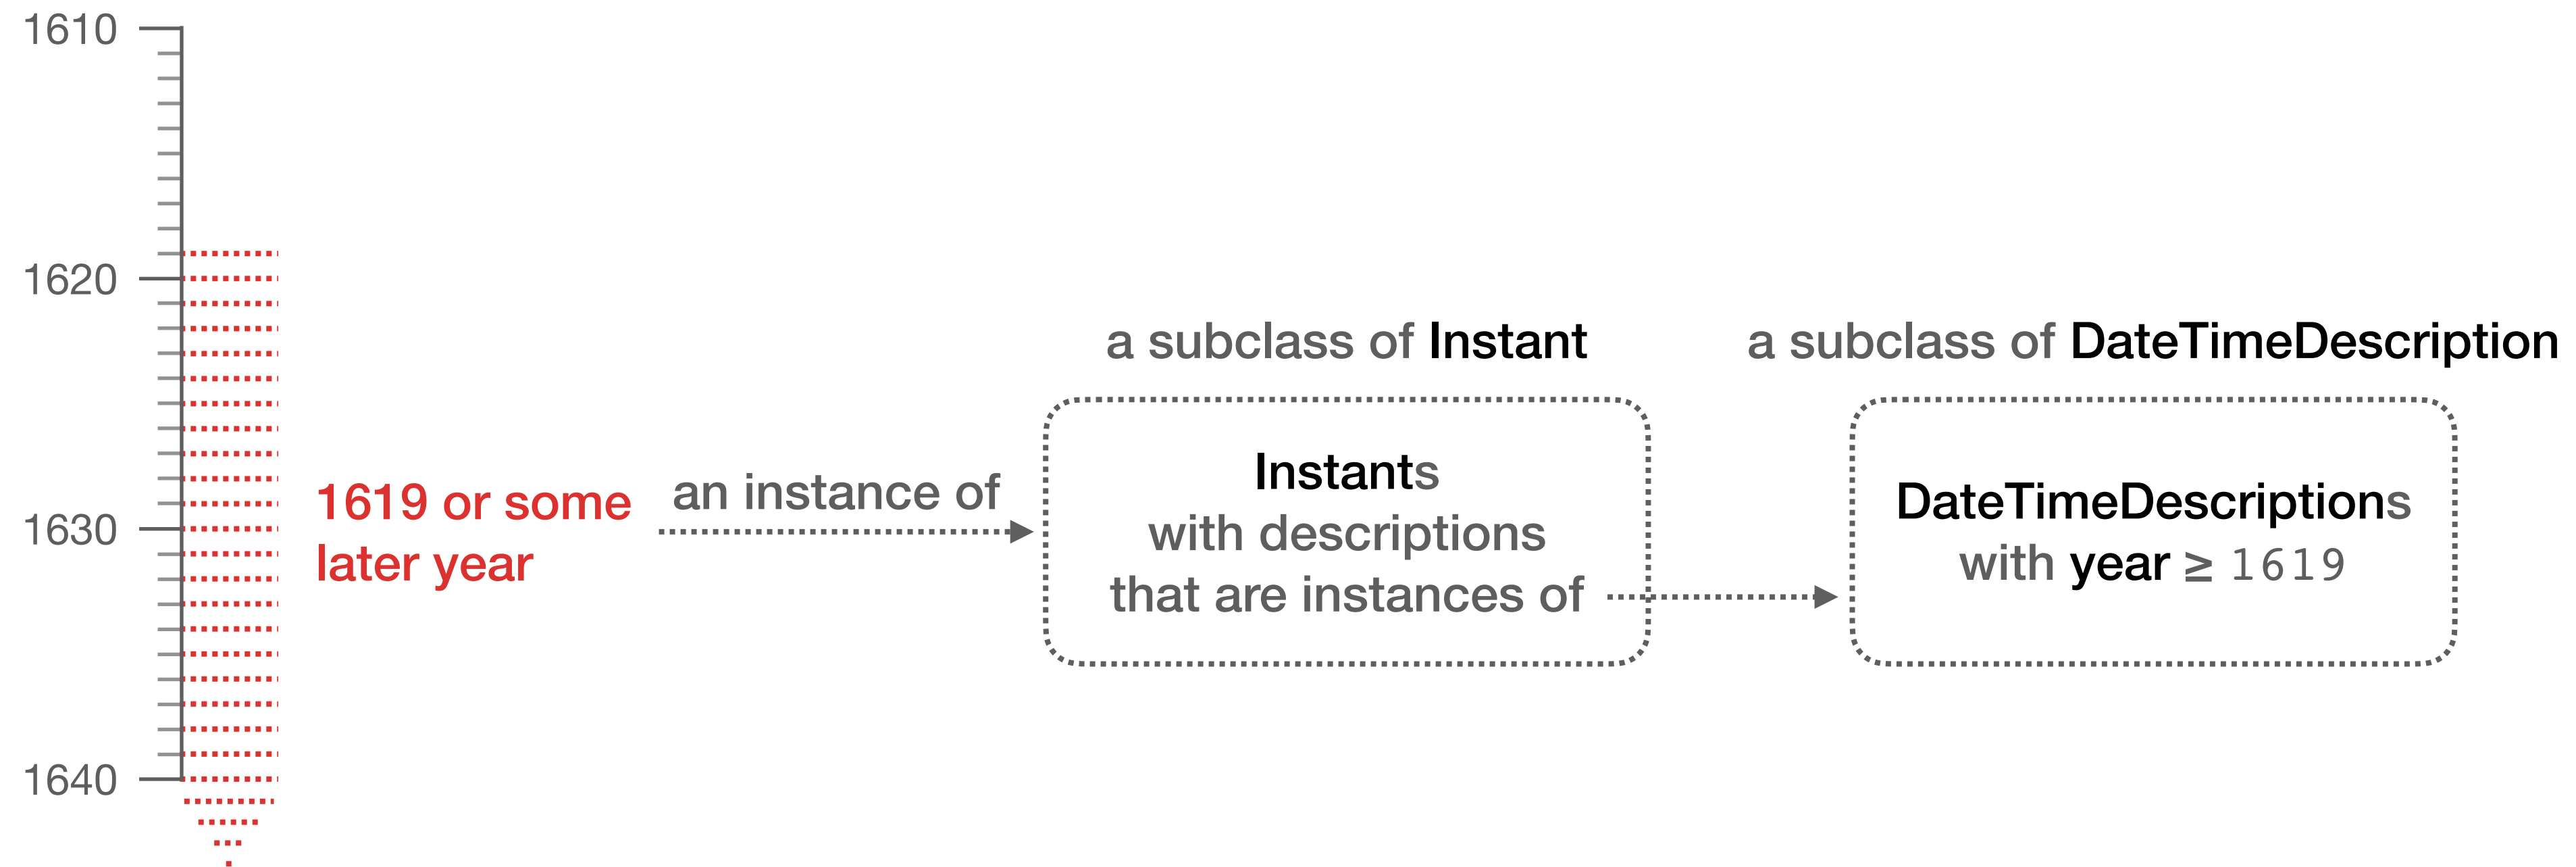 1610
1620
1630
1640
1619 or some
later year
an instance of
a subclass of Instant
Instants
with descriptions
that are instances of
a subclass of DateTimeDescription
DateTimeDescriptions
with year ≥ 1619